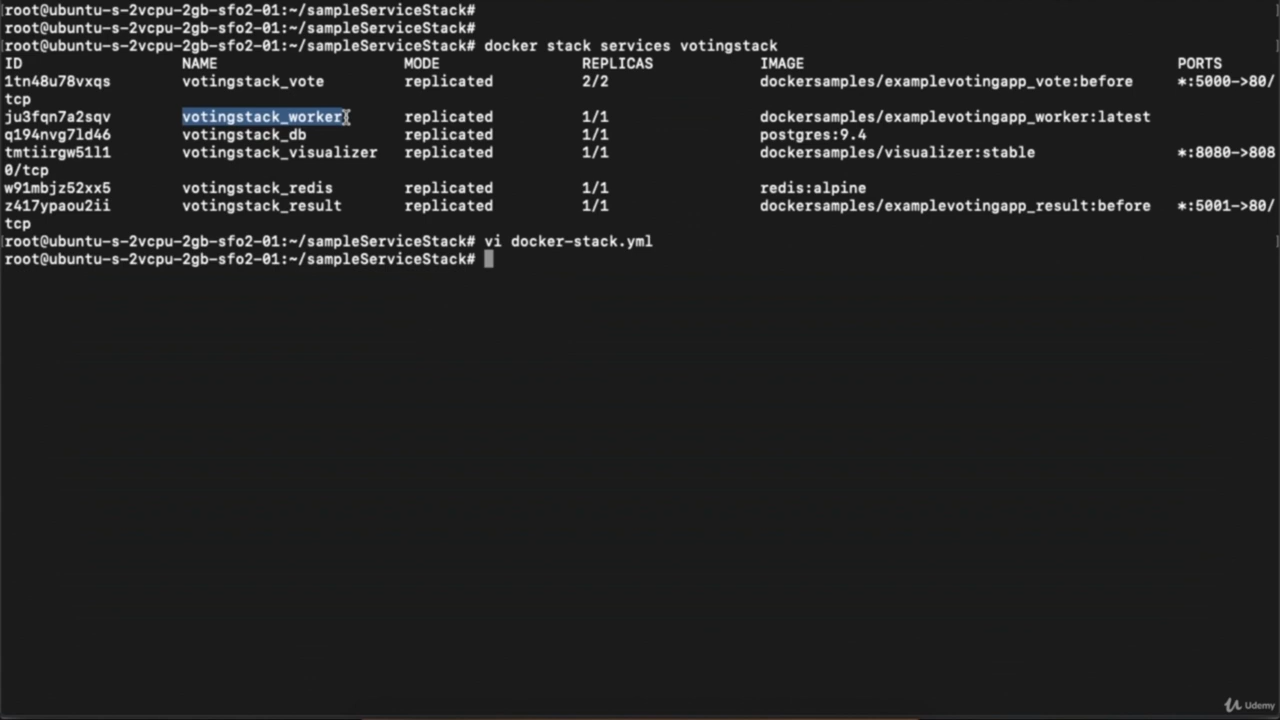 root@ubuntu-s-2vcpu-2gb-sfo2-01:~/sampleServiceStack#
root@ubuntu-s-2vcpu-2gb-sfo2-01:~/sampleServiceStack#
root@ubuntu-s-2vcpu-2gb-sfo2-01:~/sampleServiceStack# docker stack services votingstack
ID NAME MODE REPLICAS IMAGE PORTS
1tn48u78vxqs votingstack_vote replicated 2/2 dockersamples/examplevotingapp_vote:before *:5000->80/
tcp
ju3fqn7a2sqv votingstack_worker replicated 1/1 dockersamples/examplevotingapp_worker:latest
q194nvg7ld46 votingstack_db replicated 1/1 postgres:9.4
tmtiirgw51l1 votingstack_visualizer replicated 1/1 dockersamples/visualizer:stable *:8080->808
0/tcp
w91mbjz52xx5 votingstack_redis replicated 1/1 redis:alpine
z417ypaou2ii votingstack_result replicated 1/1 dockersamples/examplevotingapp_result:before *:5001->80/
tcp
root@ubuntu-s-2vcpu-2gb-sfo2-01:~/sampleServiceStack# vi docker-stack.yml
root@ubuntu-s-2vcpu-2gb-sfo2-01:~/sampleServiceStack#
Udemy